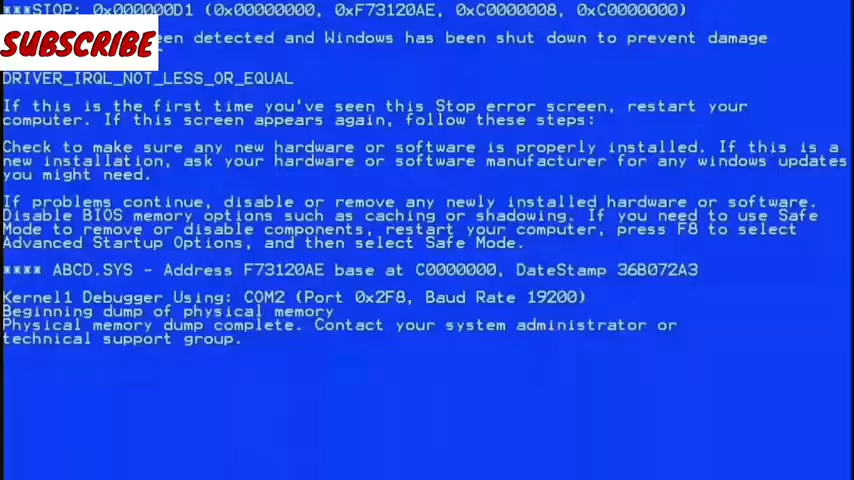 ***STOP: 0x000000D1 (0x00000000, 0xF73120AE, 0xC0000008, 0xC0000000)
SUBSCRIBE
detected and Windows has been shut down to prevent damage
DRIVER_IRQL_NOT_LESS_OR_EQUAL
If this is the first time you've seen this Stop error screen, restart your
computer. If this screen appears again, follow these steps:
Check to make sure any new hardware or software is properly installed. If this is a
new installation, ask your hardware or software manufacturer for any windows updates
you might need.
If problems continue, disable or remove any newly installed hardware or software.
Disable BIOS memory options such as caching or shadowing. If you need to use Safe
Mode to remove or disable components, restart your computer, press F8 to select
Advanced Startup Options, and then select Safe Mode.
**** ABCD.SYS - Address F73120AE base at C0000000, DateStamp 36B072A3
Kernel1 Debugger Using: COM2 (Port 0x2F8, Baud Rate 19200)
Beginning dump of physical memory
Physical memory dump complete. Contact your system administrator or
technical support group.